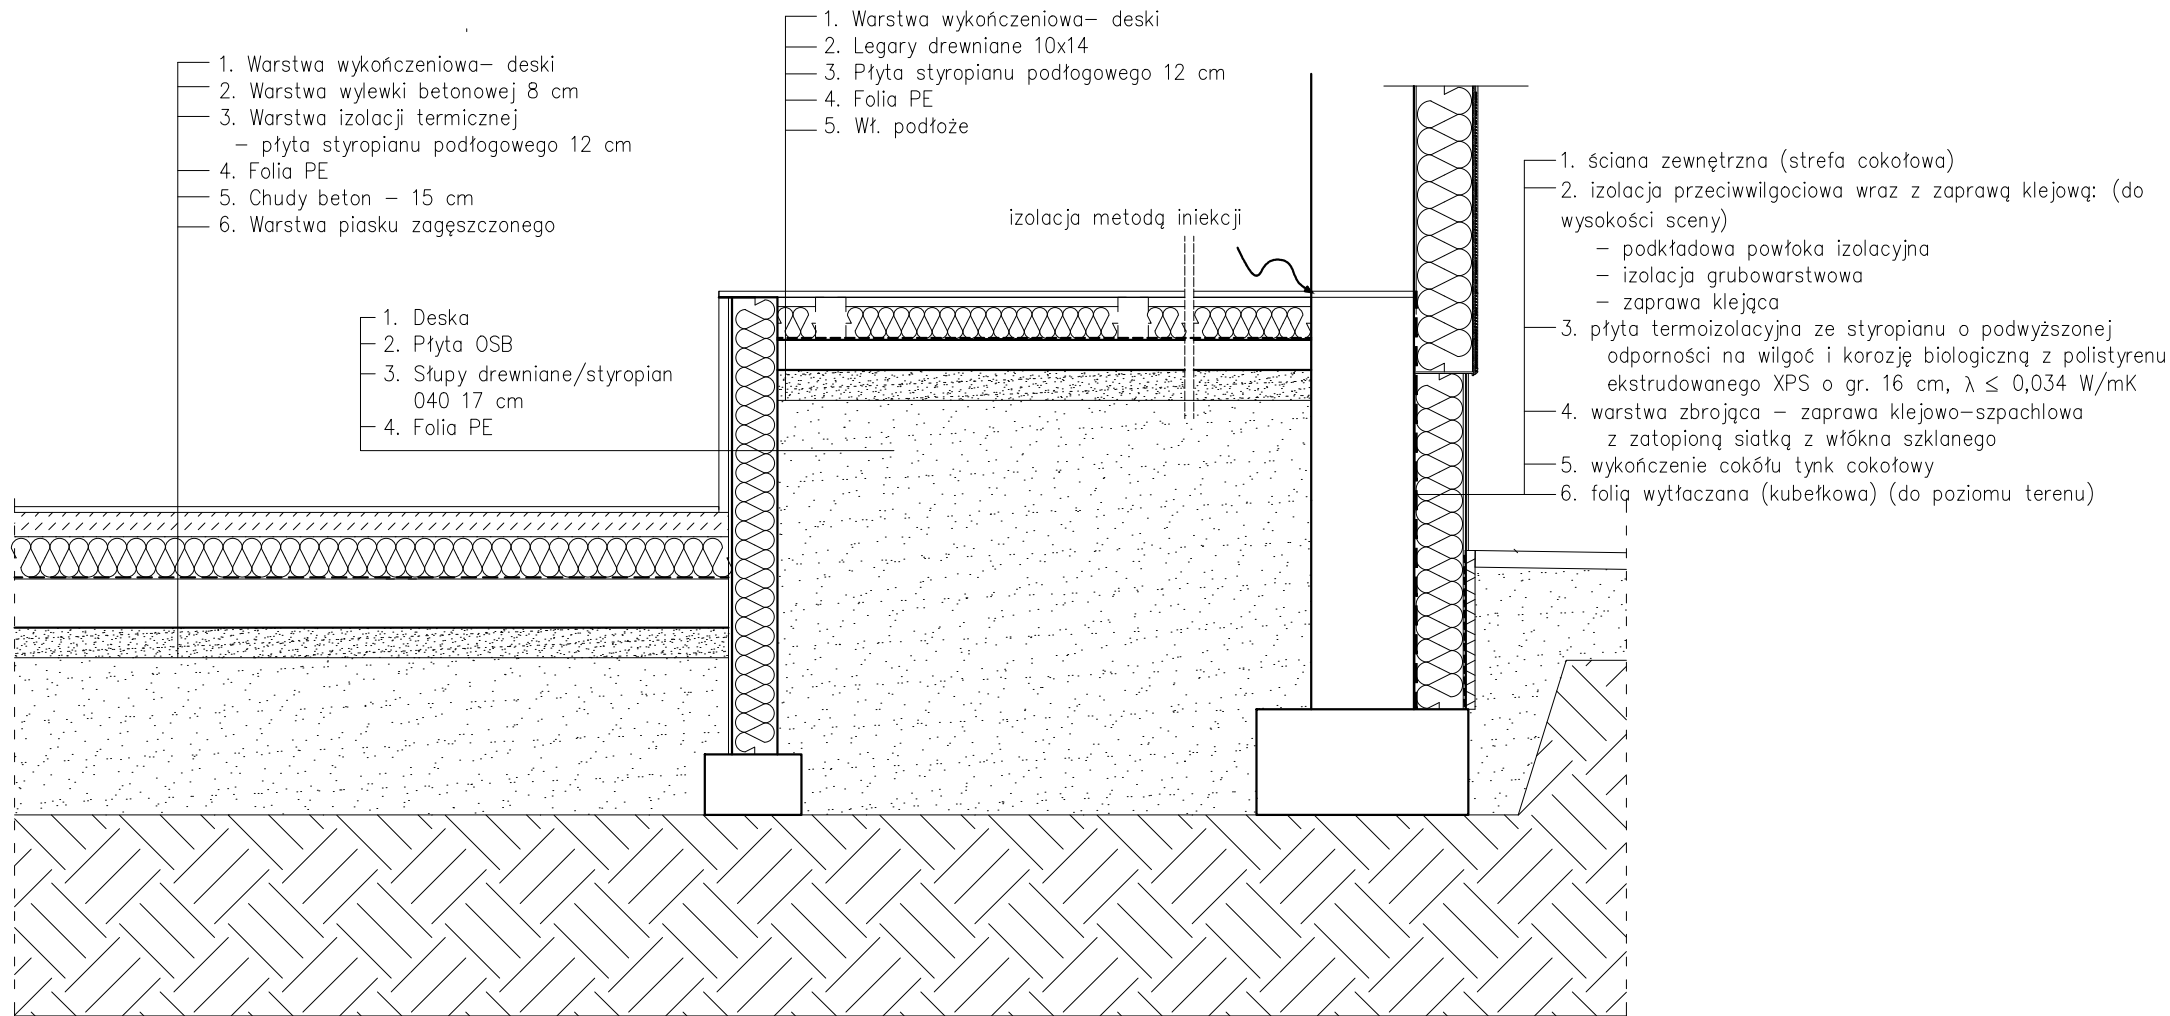 1. Warstwa wykończeniowa– deski
2. Warstwa wylewki betonowej 8 cm
3. Warstwa izolacji termicznej
– płyta styropianu podłogowego 12 cm
4. Folia PE
5. Chudy beton – 15 cm
6. Warstwa piasku zagęszczonego
1. Warstwa wykończeniowa– deski
2. Legary drewniane 10x14
3. Płyta styropianu podłogowego 12 cm
4. Folia PE
5. Wł. podłoże
izolacja metodą iniekcji
1. Deska
2. Płyta OSB
3. Słupy drewniane/styropian
040 17 cm
4. Folia PE
1. ściana zewnętrzna (strefa cokołowa)
2. izolacja przeciwwilgociowa wraz z zaprawą klejową: (do
wysokości sceny)
– podkładowa powłoka izolacyjna
– izolacja grubowarstwowa
– zaprawa klejąca
3. płyta termoizolacyjna ze styropianu o podwyższonej
odporności na wilgoć i korozję biologiczną z polistyrenu
ekstrudowanego XPS o gr. 16 cm, λ ≤ 0,034 W/mK
4. warstwa zbrojąca – zaprawa klejowo–szpachlowa
z zatopioną siatką z włókna szklanego
5. wykończenie cokółu tynk cokołowy
6. folia wytłaczana (kubełkowa) (do poziomu terenu)